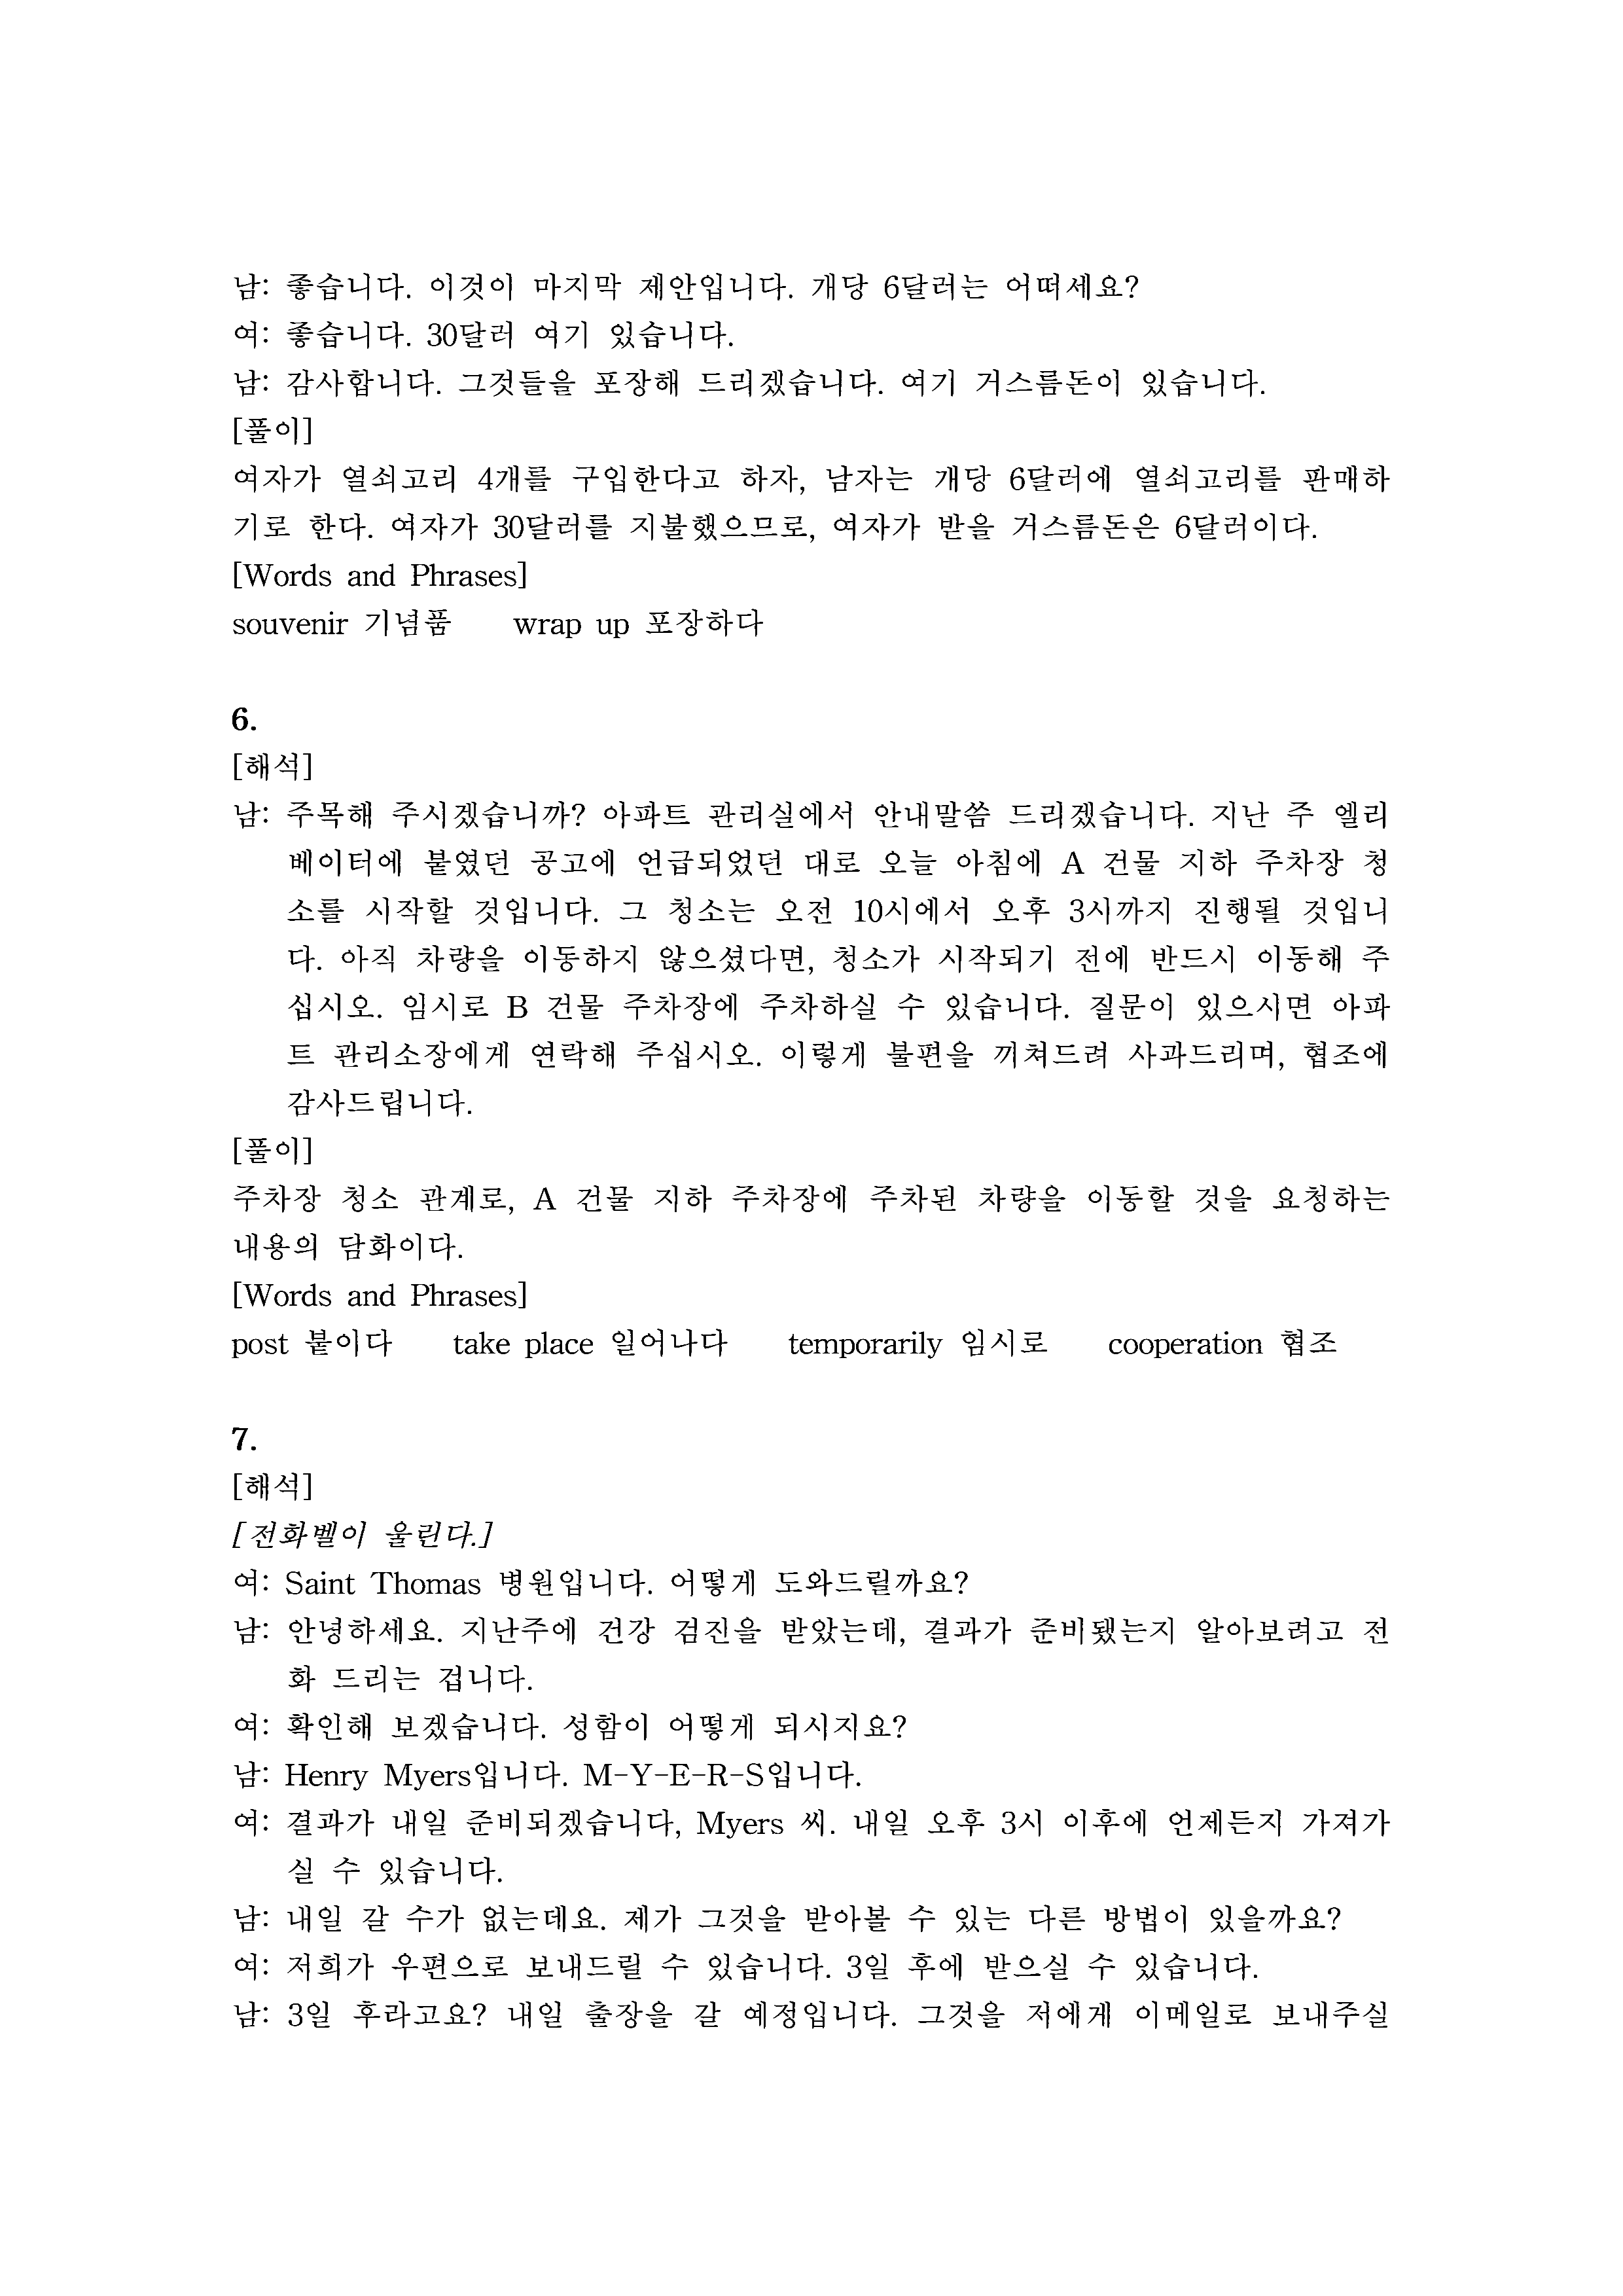 남: 좋습니다. 이것이 마지막 제안입니다. 개당 6달러는 어떠세요?
여: 좋습니다. 30달러 여기 있습니다.
남: 감사합니다. 그것들을 포장해 드리겠습니다. 여기 거스름돈이 있습니다.
[풀이]
여자가 열쇠고리 4개를 구입한다고 하자, 남자는 개당 6달러에 열쇠고리를 판매하
기로 한다. 여자가 30달러를 지불했으므로, 여자가 받을 거스름돈은 6달러이다.
[Words and Phrases]
souvenir 기념품 wrap up 포장하다
6.
[해석]
남: 주목해 주시겠습니까? 아파트 관리실에서 안내말씀 드리겠습니다. 지난 주 엘리
베이터에 붙였던 공고에 언급되었던 대로 오늘 아침에 A 건물 지하 주차장 청
소를 시작할 것입니다. 그 청소는 오전 10시에서 오후 3시까지 진행될 것입니
다. 아직 차량을 이동하지 않으셨다면, 청소가 시작되기 전에 반드시 이동해 주
십시오. 임시로 B 건물 주차장에 주차하실 수 있습니다. 질문이 있으시면 아파
트 관리소장에게 연락해 주십시오. 이렇게 불편을 끼쳐드려 사과드리며, 협조에
감사드립니다.
[풀이]
주차장 청소 관계로, A 건물 지하 주차장에 주차된 차량을 이동할 것을 요청하는
내용의 담화이다.
[Words and Phrases]
post 붙이다 take place 일어나다 temporarily 임시로 cooperation 협조
7.
[해석]
[전화벨이 울린다.]
여: Saint Thomas 병원입니다. 어떻게 도와드릴까요?
남: 안녕하세요. 지난주에 건강 검진을 받았는데, 결과가 준비됐는지 알아보려고 전
화 드리는 겁니다.
여: 확인해 보겠습니다. 성함이 어떻게 되시지요?
남: Henry Myers입니다. M-Y-E-R-S입니다.
여: 결과가 내일 준비되겠습니다, Myers 씨. 내일 오후 3시 이후에 언제든지 가져가
실 수 있습니다.
남: 내일 갈 수가 없는데요. 제가 그것을 받아볼 수 있는 다른 방법이 있을까요?
여: 저희가 우편으로 보내드릴 수 있습니다. 3일 후에 받으실 수 있습니다.
남: 3일 후라고요? 내일 출장을 갈 예정입니다. 그것을 저에게 이메일로 보내주실